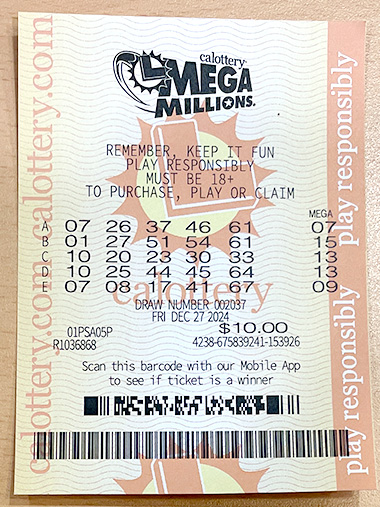 calottery
MEGA
MILLIONS.
REMEMBER, KEEP IT FUN
PLAY RESPONSIBLY
MUST BE 18+
TO PURCHASE, PLAY OR CLAIM
MEGA
A 07 26 37 46 61 07
B 01 27 51 54 61 15
C 10 20 23 30 33 13
D 10 25 44 45 64 13
E 07 08 17 41 67 09
calottery
DRAW NUMBER 002037
FRI DEC 27 2024
01PSA05P $10.00
R1036868 4238-675839241-153926
Scan this barcode with our Mobile App
to see if ticket is a winner
calottery.com calottery.com
play responsibly
play responsibly